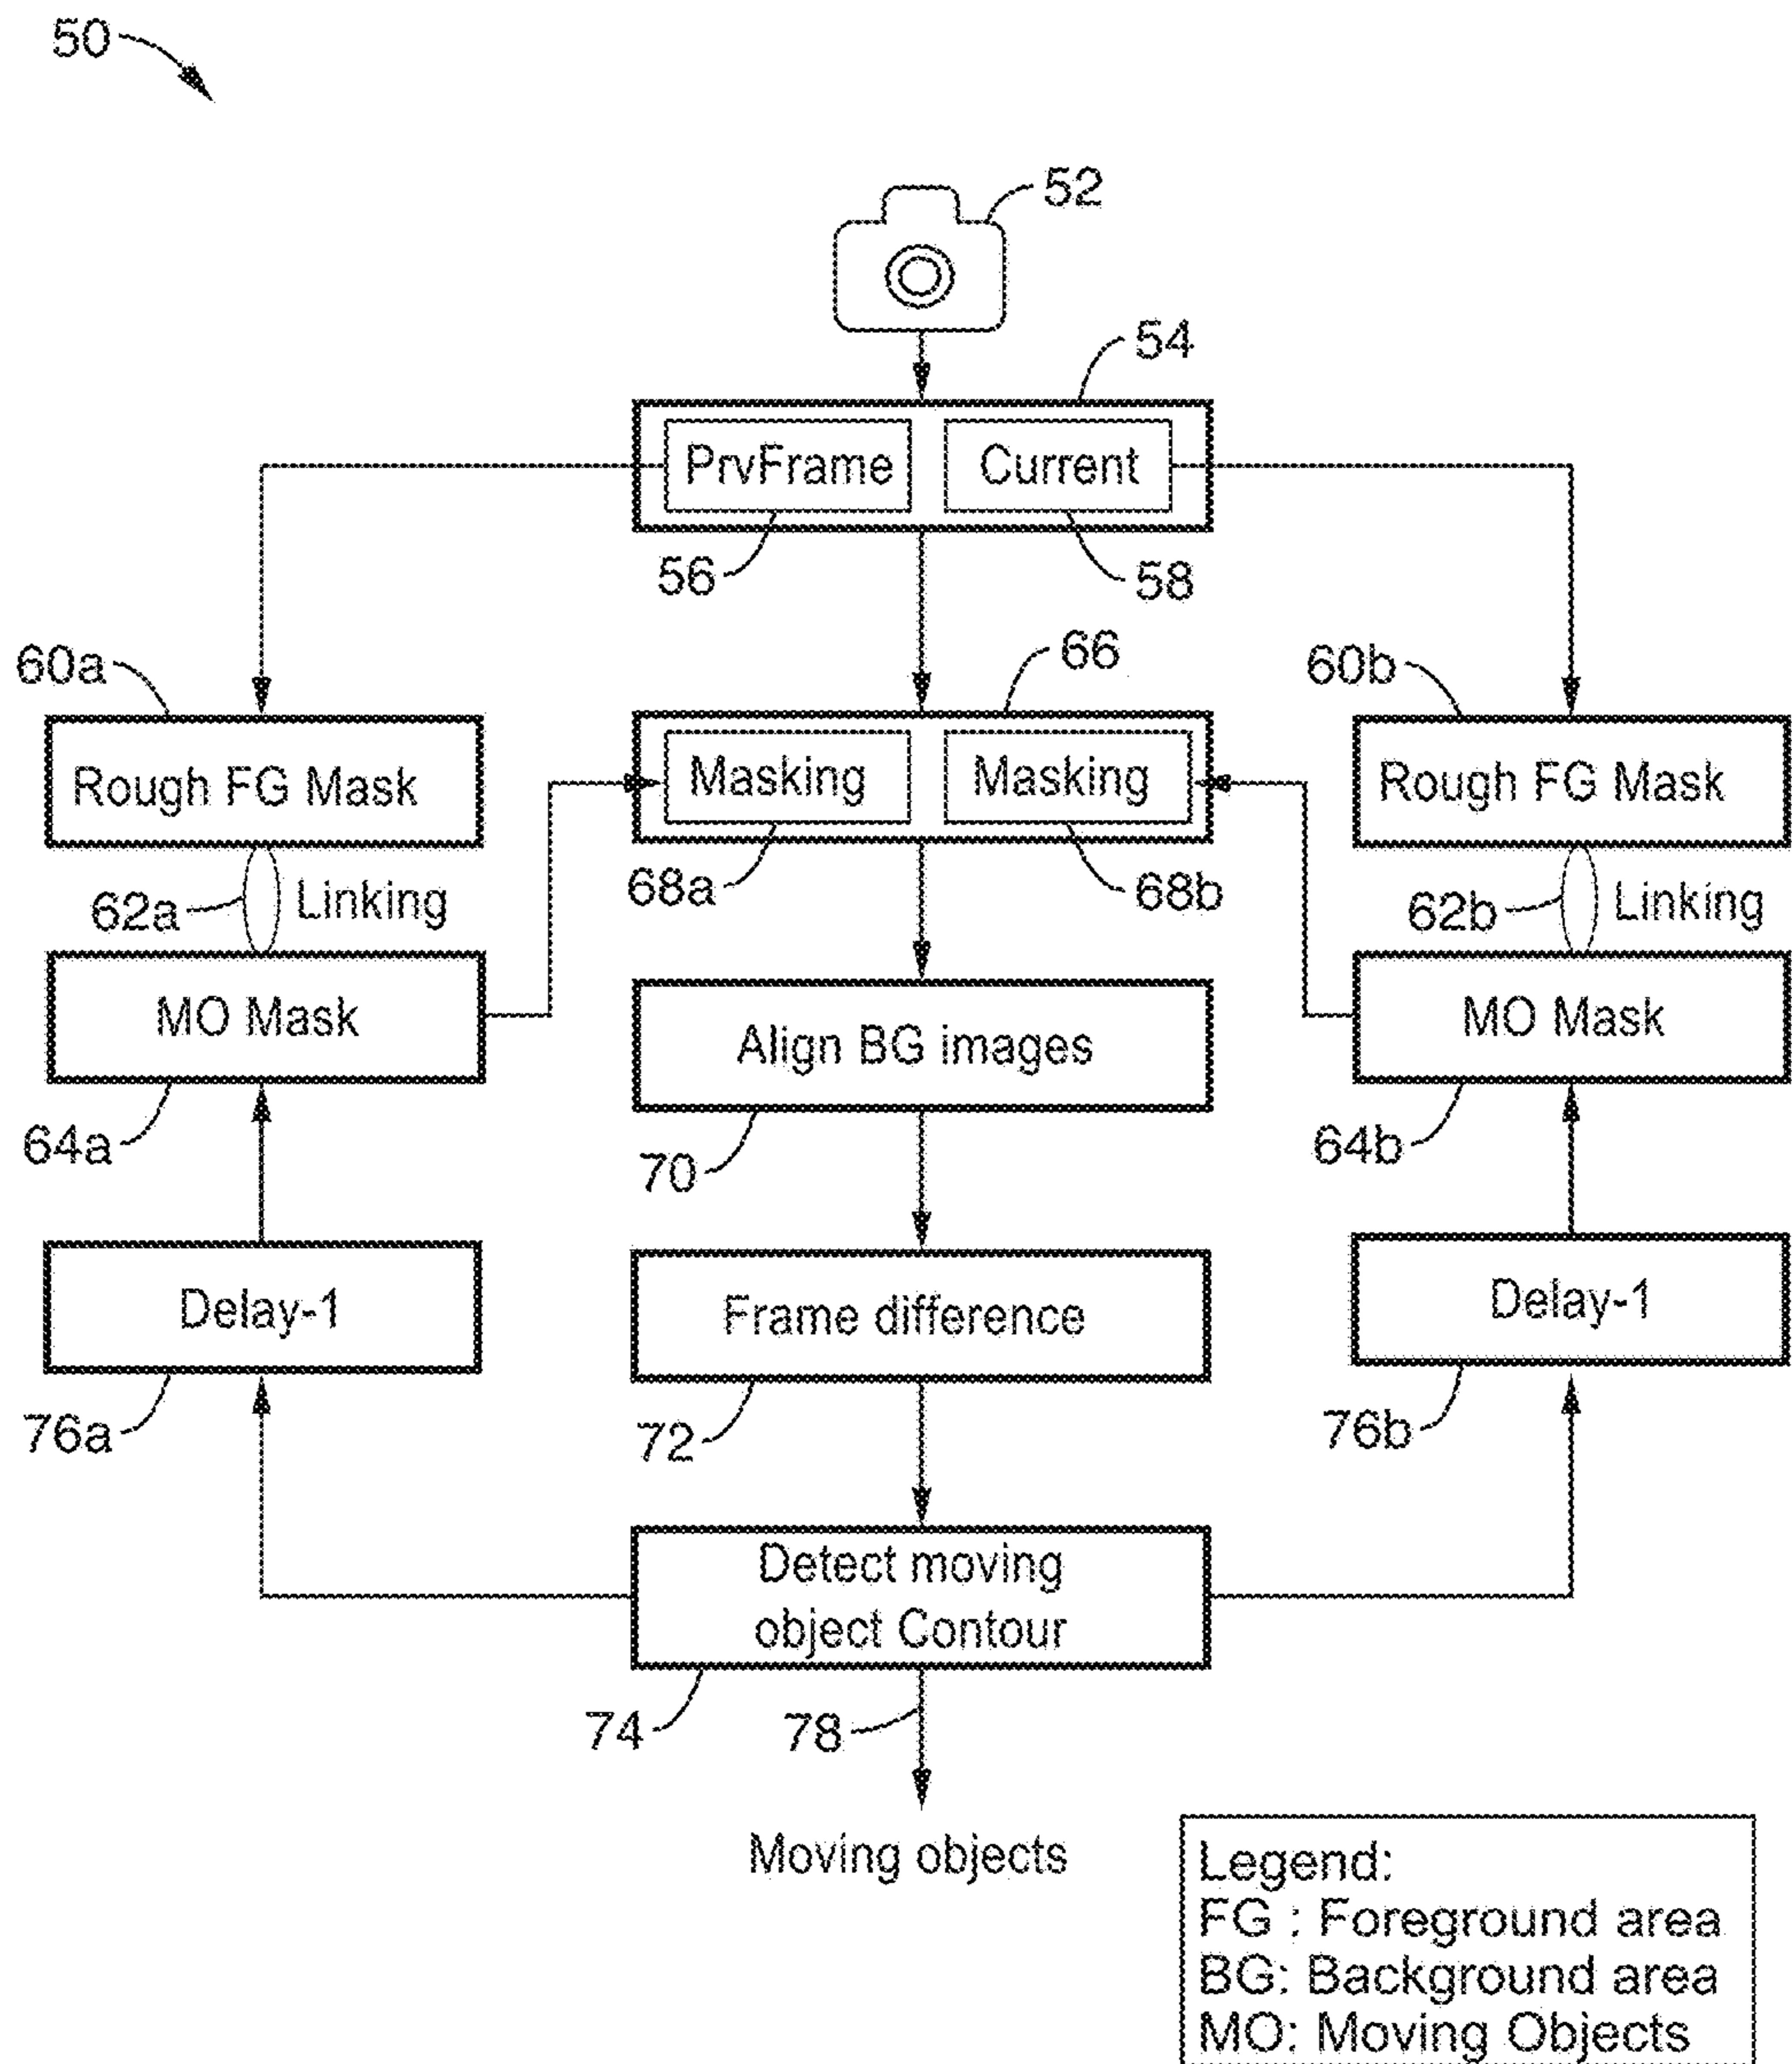 50
52
54
PrvFrame
Current
56
58
60a
66
60b
Rough FG Mask
Masking
Masking
Rough FG Mask
62a
Linking
68a
68b
62b
Linking
MO Mask
Align BG images
MO Mask
64a
70
64b
Delay-1
Frame difference
Delay-1
76a
72
76b
Detect moving
object Contour
74
78
Moving objects
Legend:
FG : Foreground area
BG: Background area
MO: Moving Objects